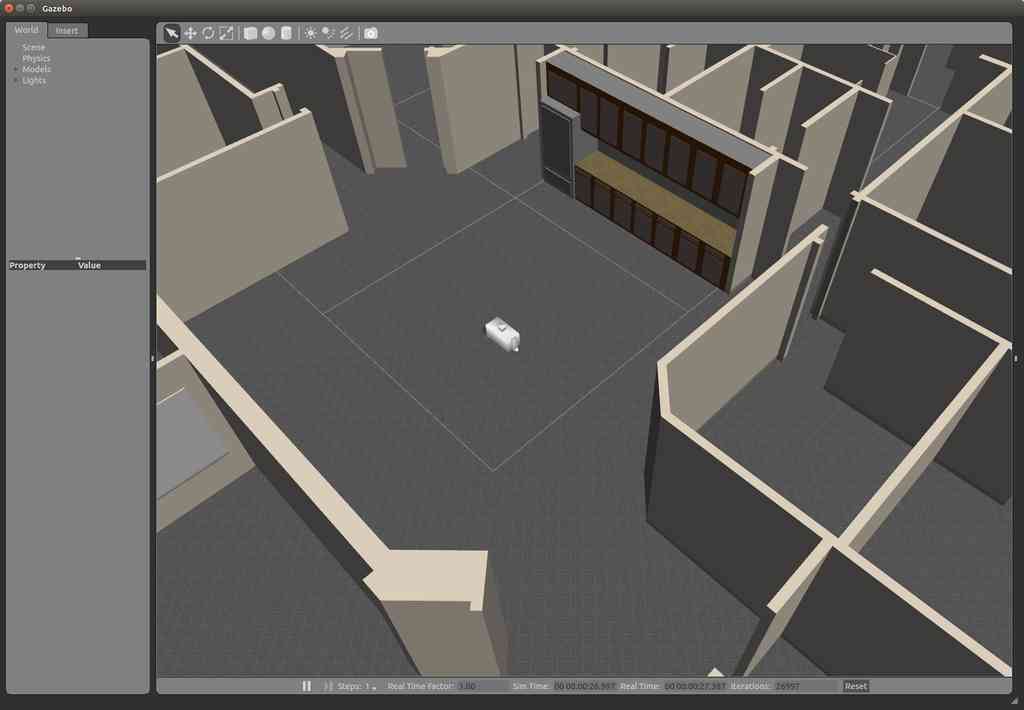 Gazebo
World Insert
Scene
Physics
Models
Lights
Property Value
Steps: 1 Real Time Factor: 1.00 Sim Time: 00 00:00:26.997 Real Time: 00 00:00:27.387 Iterations: 26997 Reset